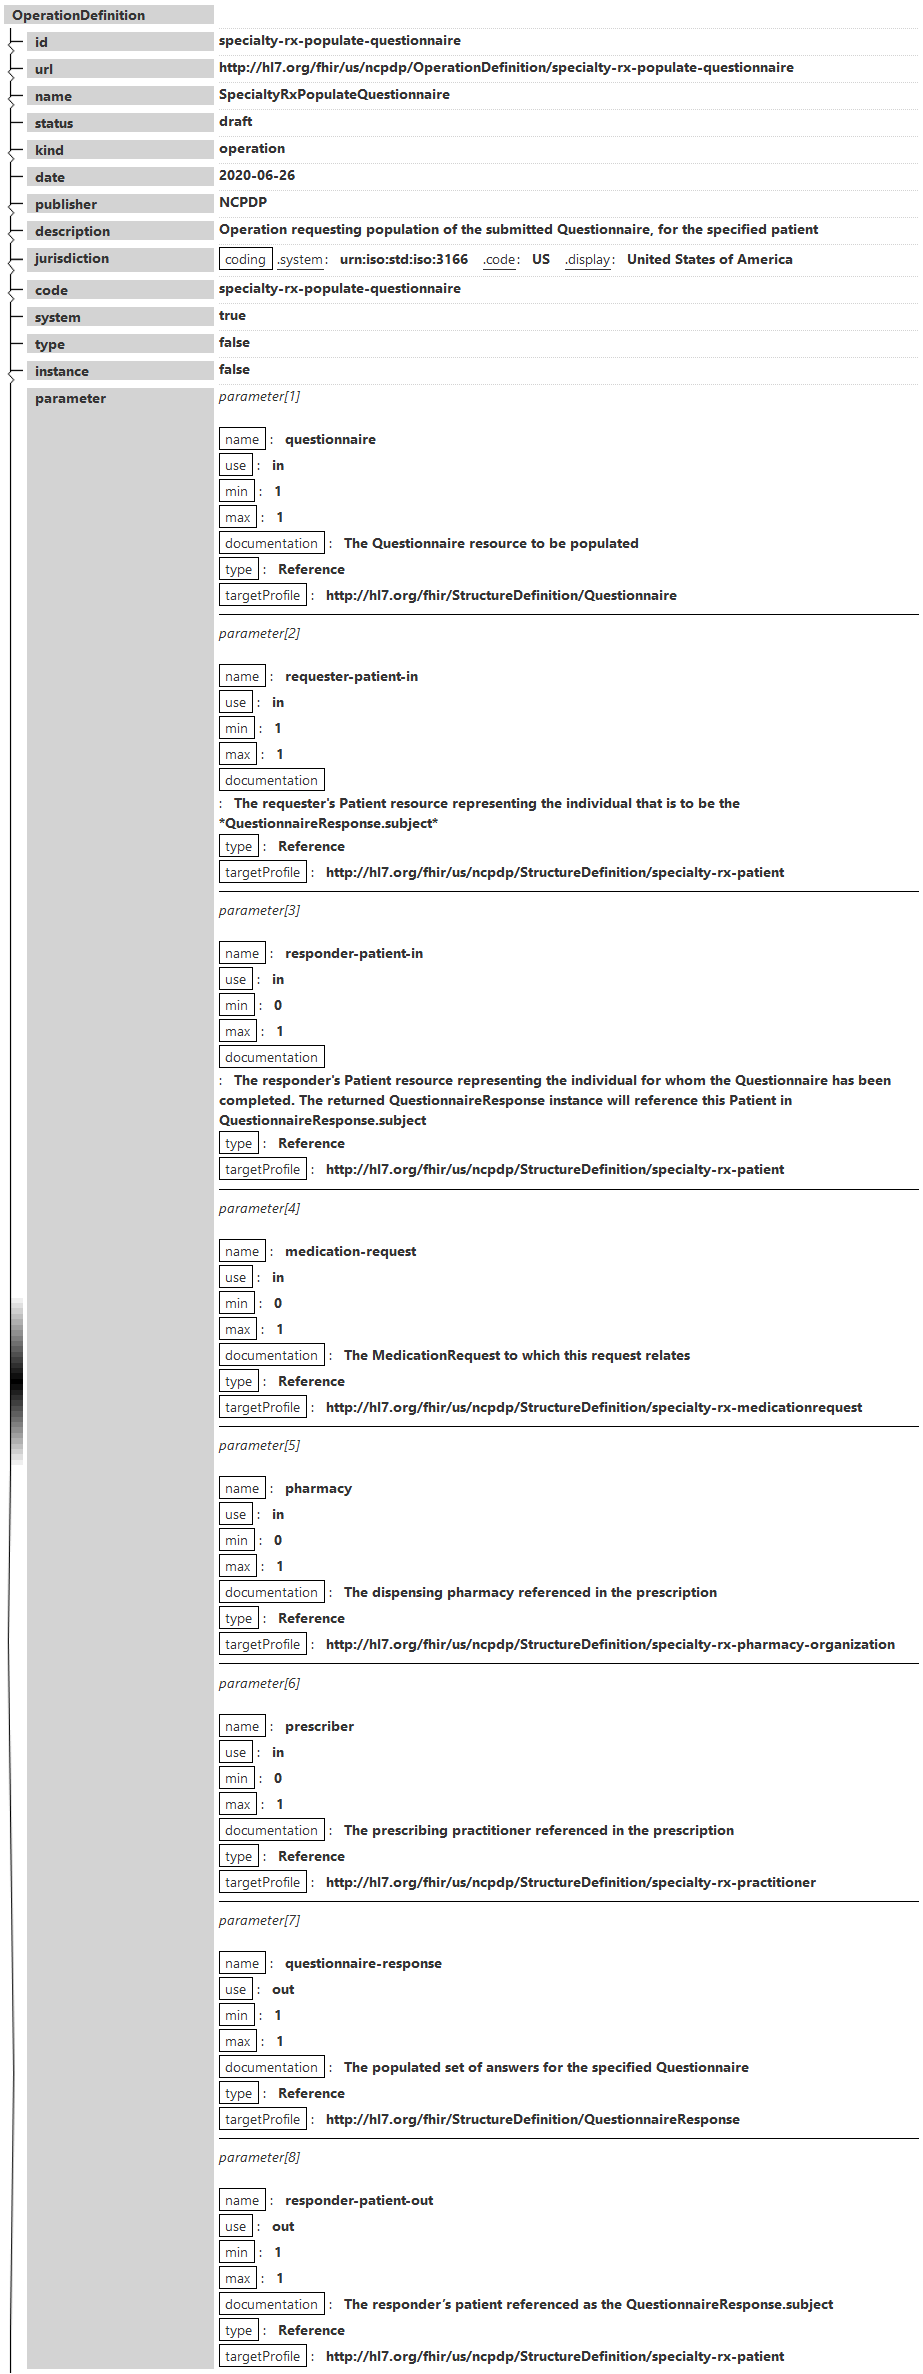 OperationDefinition
id specialty-rx-populate-questionnaire
url http://hl7.org/fhir/us/ncpdp/OperationDefinition/specialty-rx-populate-questionnaire
name SpecialtyRxPopulateQuestionnaire
status draft
kind operation
date 2020-06-26
publisher NCPDP
description Operation requesting population of the submitted Questionnaire, for the specified patient
jurisdiction coding .system: urn:iso:std:iso:3166 .code: US .display: United States of America
code specialty-rx-populate-questionnaire
system true
type false
instance false
parameter parameter[1]
name : questionnaire
use : in
min : 1
max : 1
documentation : The Questionnaire resource to be populated
type : Reference
targetProfile : http://hl7.org/fhir/StructureDefinition/Questionnaire
parameter[2]
name : requester-patient-in
use : in
min : 1
max : 1
documentation
: The requester's Patient resource representing the individual that is to be the
*QuestionnaireResponse.subject*
type : Reference
targetProfile : http://hl7.org/fhir/us/ncpdp/StructureDefinition/specialty-rx-patient
parameter[3]
name : responder-patient-in
use : in
min : 0
max : 1
documentation
: The responder's Patient resource representing the individual for whom the Questionnaire has been
completed. The returned QuestionnaireResponse instance will reference this Patient in
QuestionnaireResponse.subject
type : Reference
targetProfile : http://hl7.org/fhir/us/ncpdp/StructureDefinition/specialty-rx-patient
parameter[4]
name : medication-request
use : in
min : 0
max : 1
documentation : The MedicationRequest to which this request relates
type : Reference
targetProfile : http://hl7.org/fhir/us/ncpdp/StructureDefinition/specialty-rx-medicationrequest
parameter[5]
name : pharmacy
use : in
min : 0
max : 1
documentation : The dispensing pharmacy referenced in the prescription
type : Reference
targetProfile : http://hl7.org/fhir/us/ncpdp/StructureDefinition/specialty-rx-pharmacy-organization
parameter[6]
name : prescriber
use : in
min : 0
max : 1
documentation : The prescribing practitioner referenced in the prescription
type : Reference
targetProfile : http://hl7.org/fhir/us/ncpdp/StructureDefinition/specialty-rx-practitioner
parameter[7]
name : questionnaire-response
use : out
min : 1
max : 1
documentation : The populated set of answers for the specified Questionnaire
type : Reference
targetProfile : http://hl7.org/fhir/StructureDefinition/QuestionnaireResponse
parameter[8]
name : responder-patient-out
use : out
min : 1
max : 1
documentation : The responder’s patient referenced as the QuestionnaireResponse.subject
type : Reference
targetProfile : http://hl7.org/fhir/us/ncpdp/StructureDefinition/specialty-rx-patient